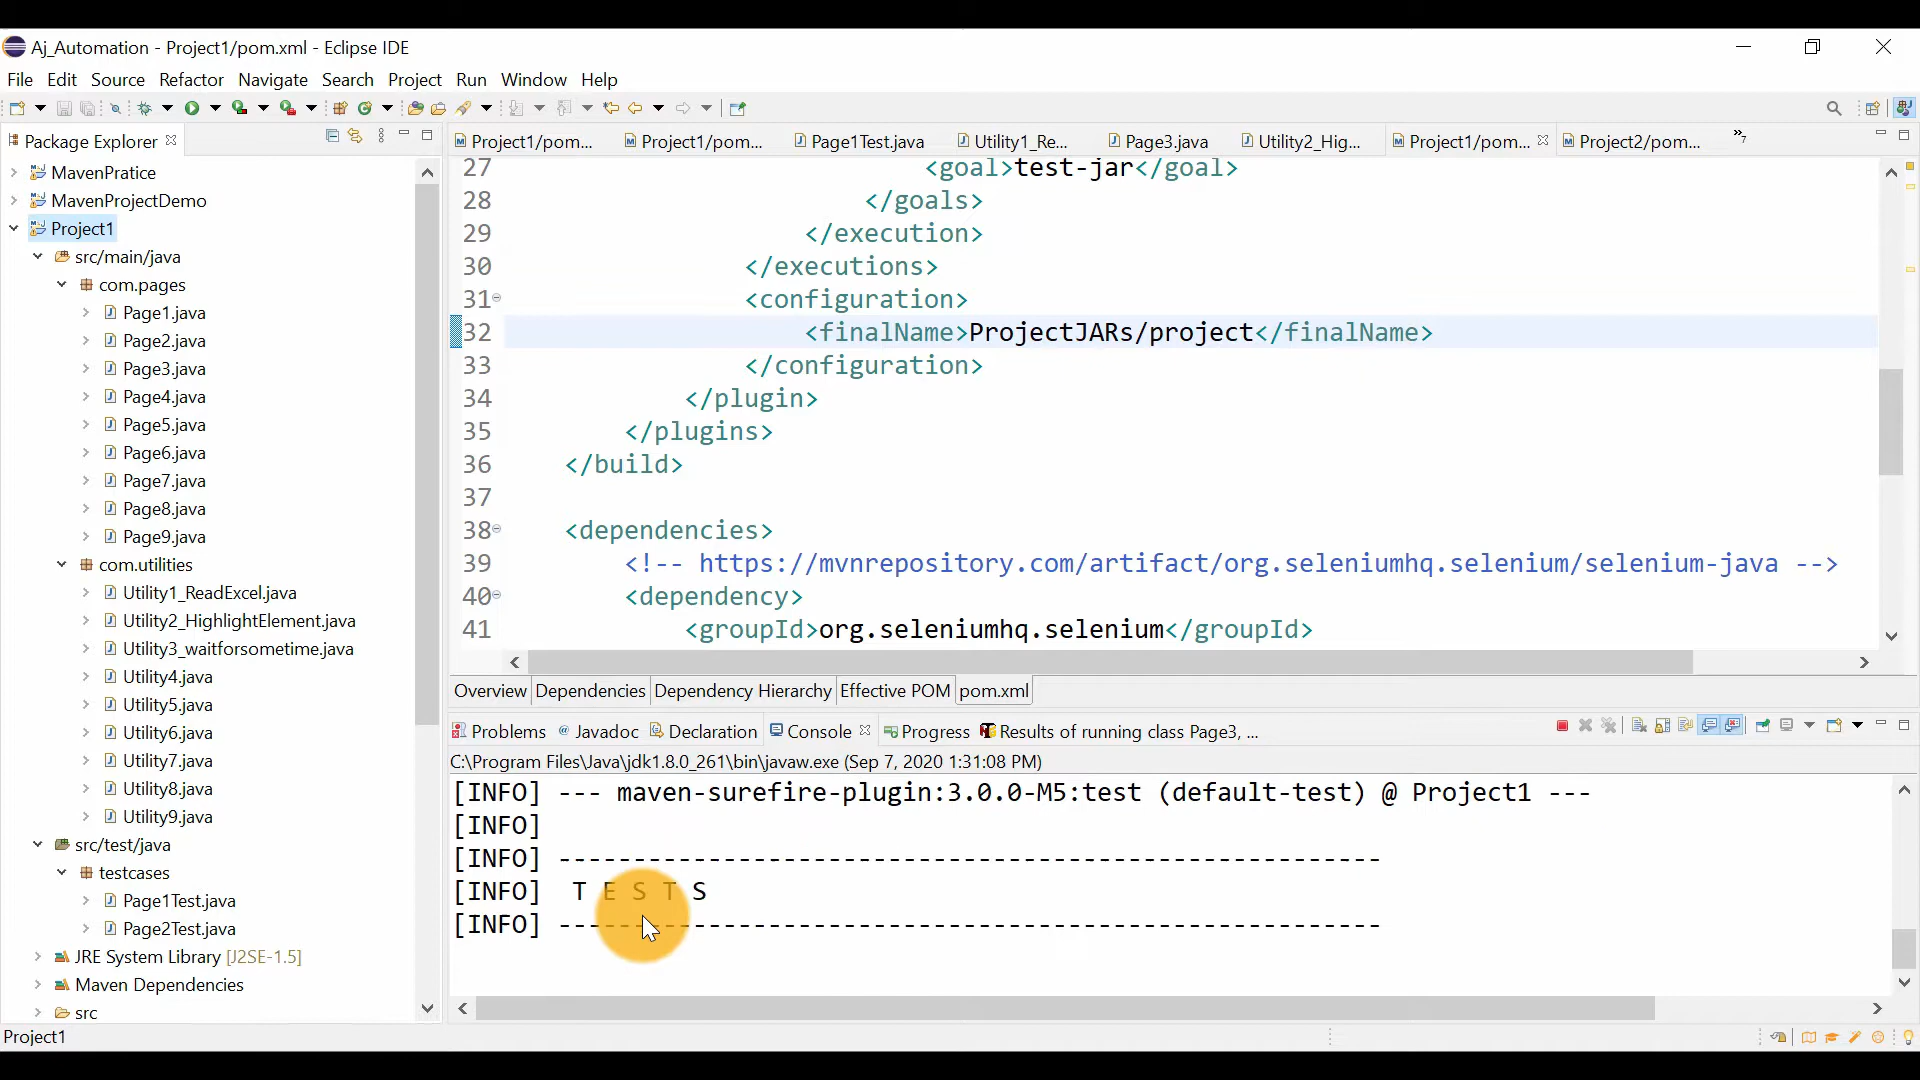 Aj_Automation - Project1/pom.xml - Eclipse IDE
File Edit Source Refactor Navigate Search Project Run Window Help
Package Explorer
MavenPratice
MavenProjectDemo
Project1
src/main/java
com.pages
Page1.java
Page2.java
Page3.java
Page4.java
Page5.java
Page6.java
Page7.java
Page8.java
Page9.java
com.utilities
Utility1_ReadExcel.java
Utility2_HighlightElement.java
Utility3_waitforsometime.java
Utility4.java
Utility5.java
Utility6.java
Utility7.java
Utility8.java
Utility9.java
src/test/java
testcases
Page1Test.java
Page2Test.java
JRE System Library [J2SE-1.5]
Maven Dependencies
src
Project1/pom... Project1/pom... Page1Test.java Utility1_Re... Page3.java Utility2_Hig... Project1/pom... Project2/pom... »7
27 <goal>test-jar</goal>
28 </goals>
29 </execution>
30 </executions>
31 <configuration>
32 <finalName>ProjectJARs/project</finalName>
33 </configuration>
34 </plugin>
35 </plugins>
36 </build>
37
38 <dependencies>
39 <!-- https://mvnrepository.com/artifact/org.seleniumhq.selenium/selenium-java -->
40 <dependency>
41 <groupId>org.seleniumhq.selenium</groupId>
Overview Dependencies Dependency Hierarchy Effective POM pom.xml
Problems Javadoc Declaration Console Progress Results of running class Page3, ...
C:\Program Files\Java\jdk1.8.0_261\bin\javaw.exe (Sep 7, 2020 1:31:08 PM)
[INFO] --- maven-surefire-plugin:3.0.0-M5:test (default-test) @ Project1 ---
[INFO]
[INFO] -------------------------------------------------------
[INFO]  T E S T S
[INFO] -------------------------------------------------------
Project1